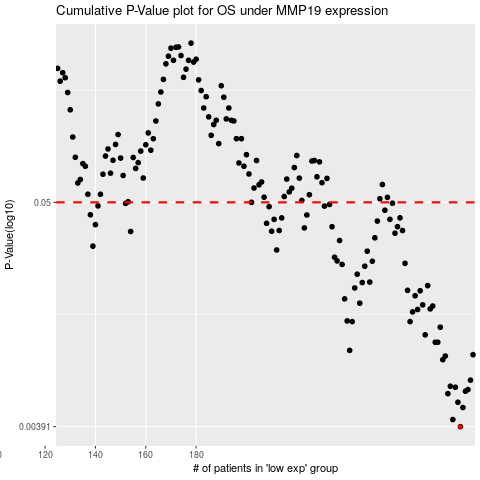 Cumulative P-Value plot for OS under MMP19 expression
P-Value(log10)
0.05
0.00391
0 120 140 160 180
# of patients in 'low exp' group